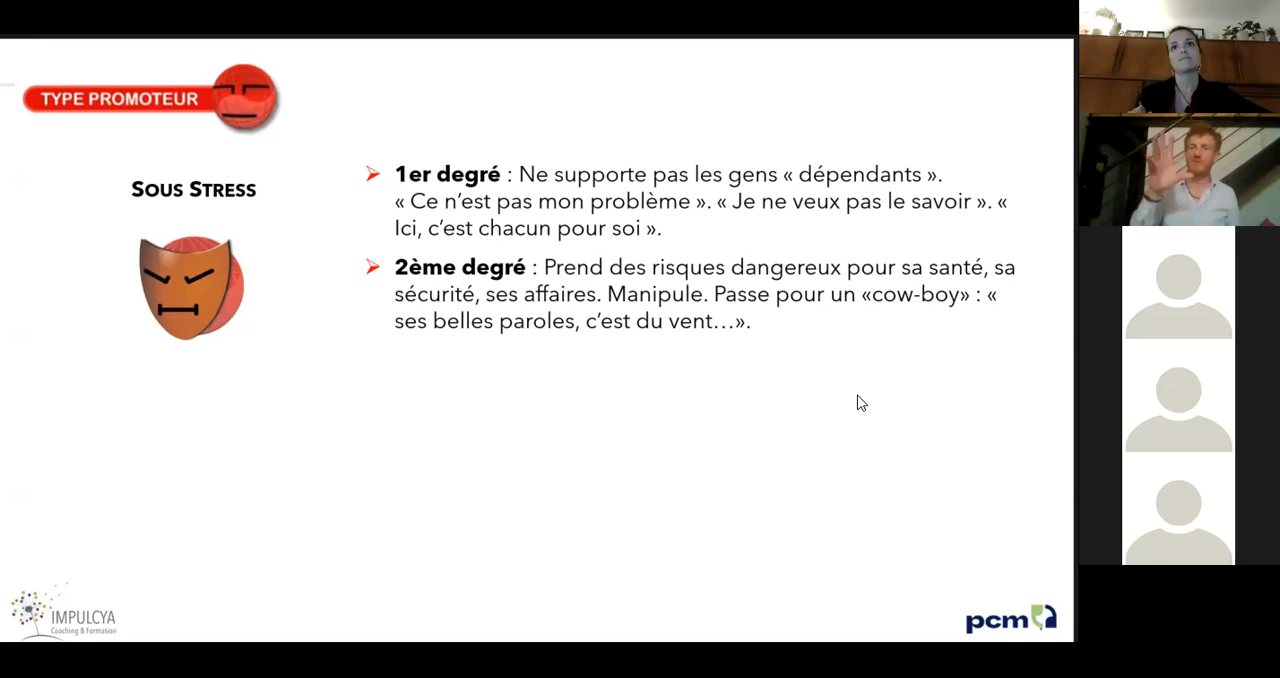 TYPE PROMOTEUR
SOUS STRESS
1er degré : Ne supporte pas les gens « dépendants ».
« Ce n’est pas mon problème ». « Je ne veux pas le savoir ». «
Ici, c’est chacun pour soi ».
2ème degré : Prend des risques dangereux pour sa santé, sa
sécurité, ses affaires. Manipule. Passe pour un «cow-boy» : «
ses belles paroles, c’est du vent…».
IMPULCYA
Coaching & Formation
pcm